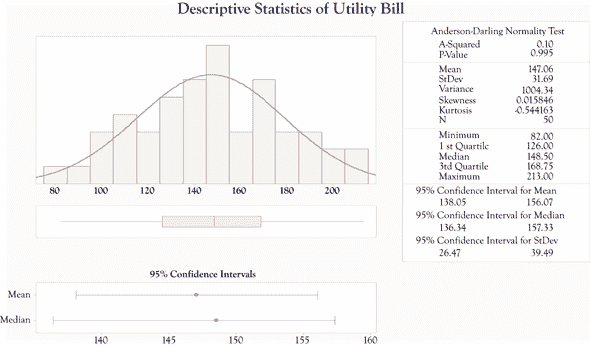 Descriptive Statistics of Utility Bill
80 100 120 140 160 180 200
95% Confidence Intervals
Mean
Median
140 145 150 155 160
Anderson-Darling Normality Test
A-Squared 0.10
P-Value 0.995
Mean 147.06
StDev 31.69
Variance 1004.34
Skewness 0.015846
Kurtosis -0.544163
N 50
Minimum 82.00
1 st Quartile 126.00
Median 148.50
3td Quartile 168.75
Maximum 213.00
95% Confidence Interval for Mean
138.05 156.07
95% Confidence Interval for Median
136.34 157.33
95% Confidence Interval for StDev
26.47 39.49